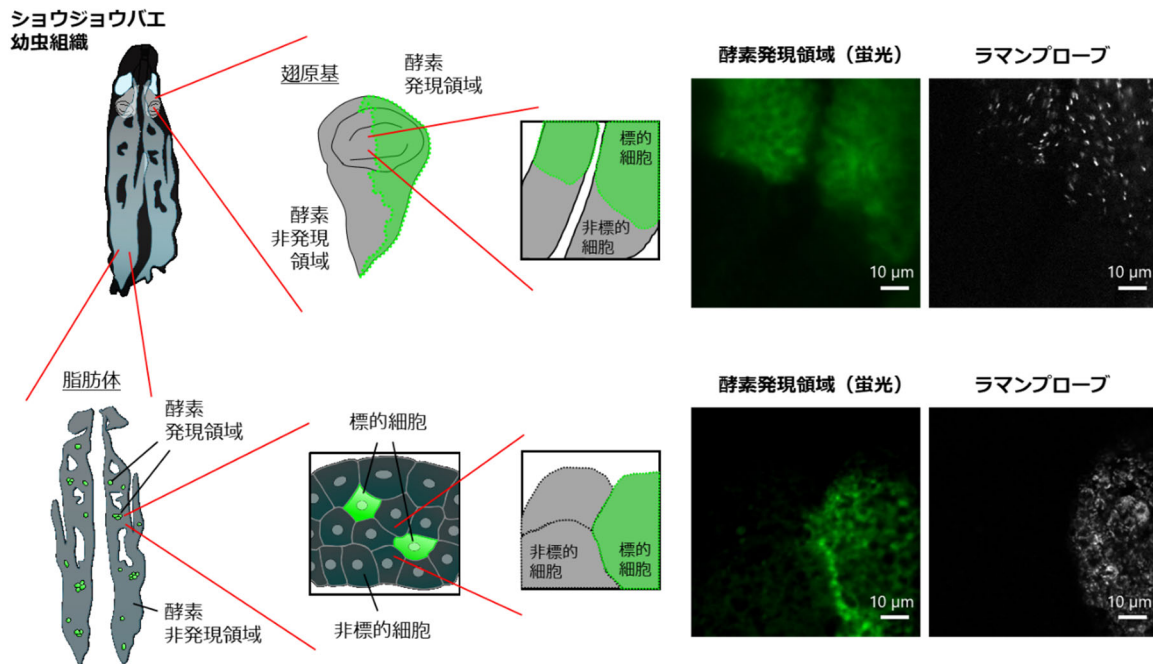 ショウジョウバエ
幼虫組織
翅原基
酵素
発現領域
酵素
非発現
領域
標的
細胞
非標的
細胞
酵素発現領域（蛍光）
ラマンプローブ
10 μm
10 μm
脂肪体
酵素
発現領域
酵素
非発現領域
標的細胞
非標的細胞
非標的
細胞
標的
細胞
酵素発現領域（蛍光）
ラマンプローブ
10 μm
10 μm